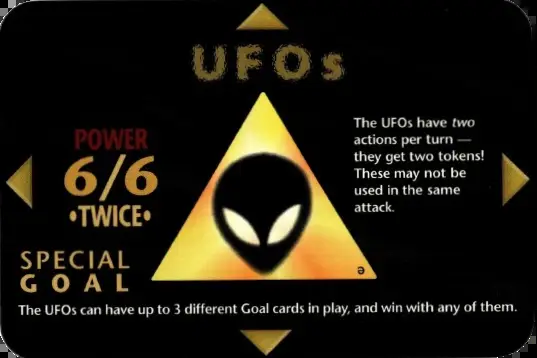 UFOs
POWER
6/6
•TWICE•
The UFOs have two
actions per turn —
they get two tokens!
These may not be
used in the same
attack.
SPECIAL
GOAL
ə
The UFOs can have up to 3 different Goal cards in play, and win with any of them.